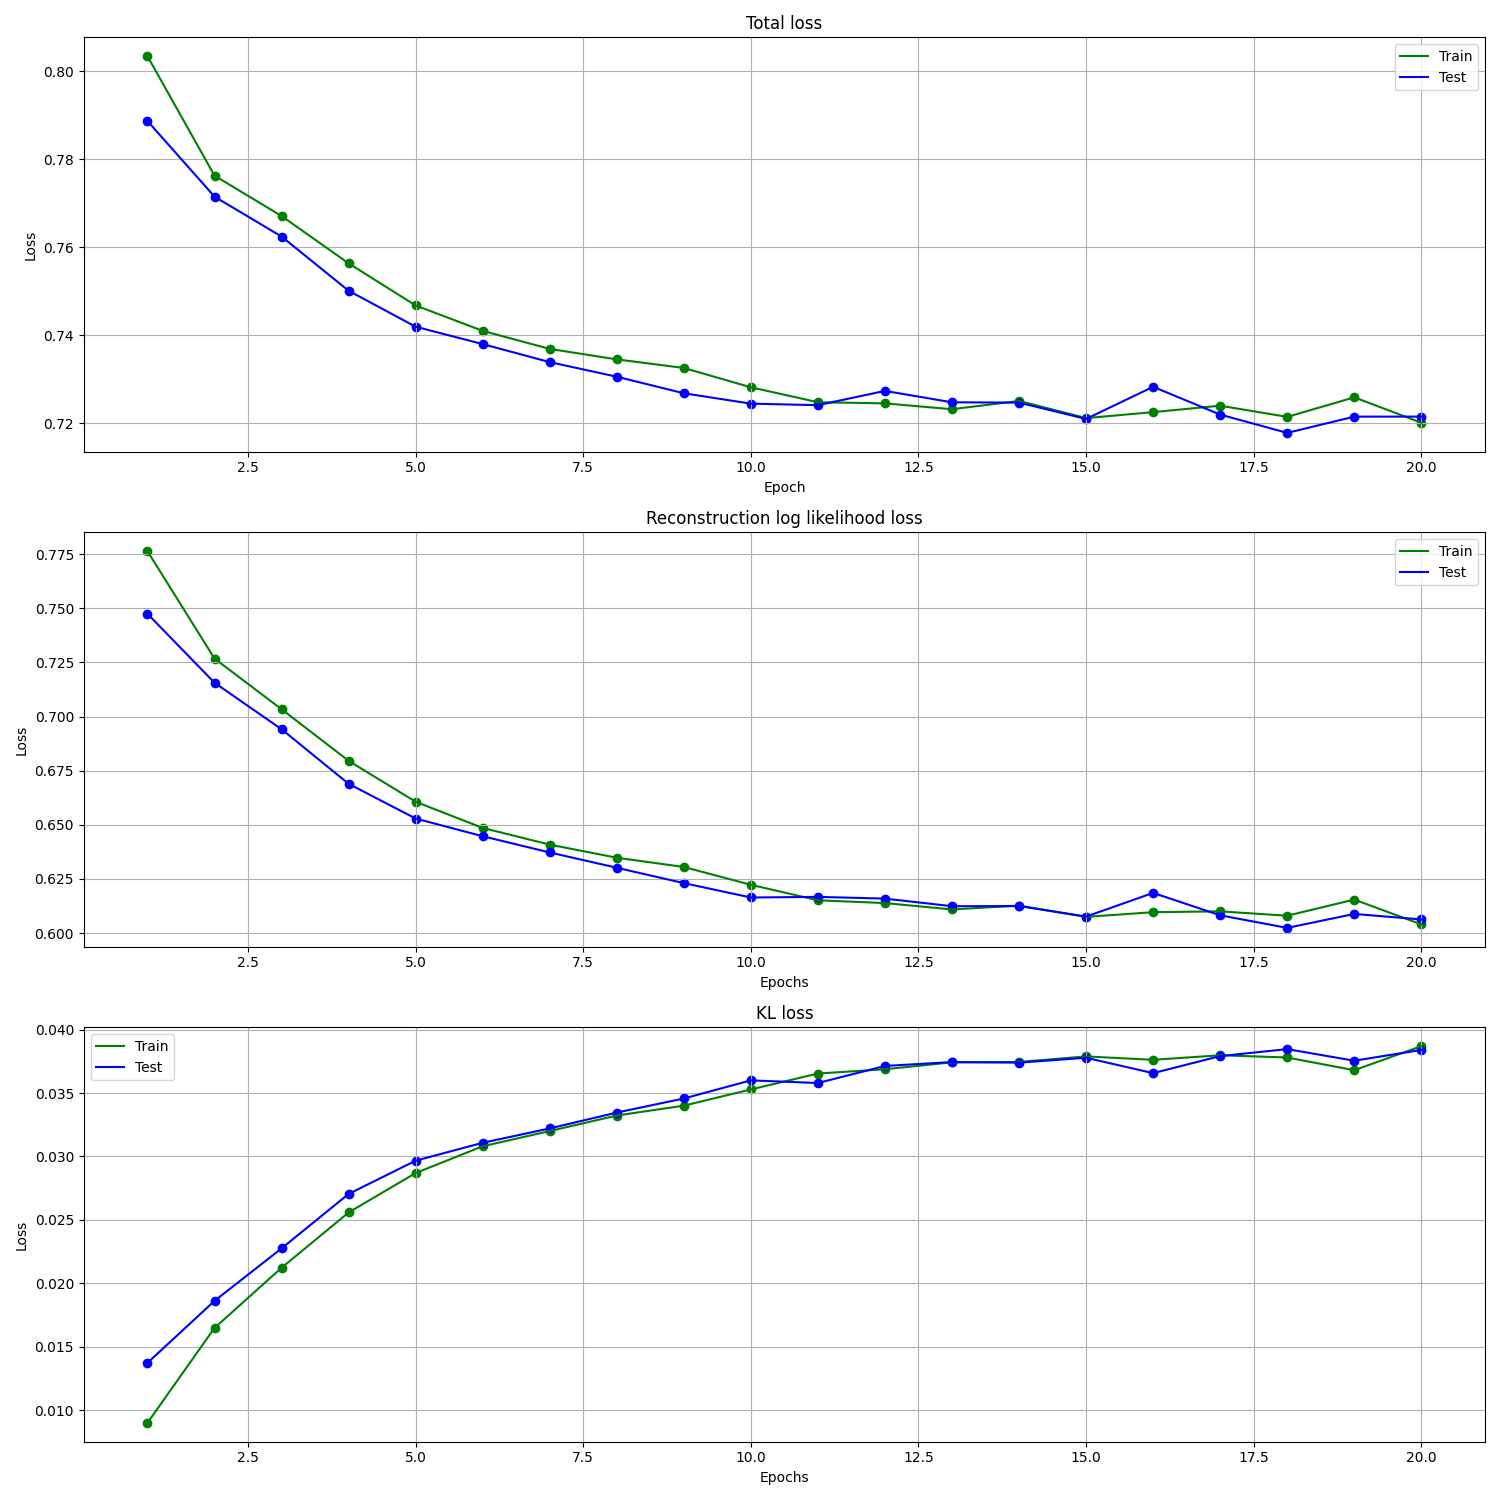 Total loss
Train
Test
0.80
0.78
0.76
0.74
0.72
Loss
2.5 5.0 7.5 10.0 12.5 15.0 17.5 20.0
Epoch
Reconstruction log likelihood loss
Train
Test
0.775
0.750
0.725
0.700
0.675
0.650
0.625
0.600
Loss
2.5 5.0 7.5 10.0 12.5 15.0 17.5 20.0
Epochs
KL loss
Train
Test
0.040
0.035
0.030
0.025
0.020
0.015
0.010
Loss
2.5 5.0 7.5 10.0 12.5 15.0 17.5 20.0
Epochs